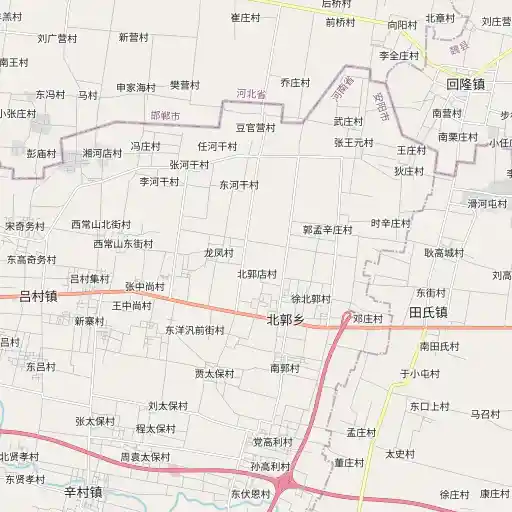 后桥村
北章村
羔村
崔庄村
前桥村
向阳村
刘庄村
刘广营村
新营村
魏县
李全庄村
南王村
河北省
河南省
乔庄村
回隆镇
樊营村
申家海村
东冯村
马村
安阳市
小张庄村
邯郸市
南营村
武庄村
豆官营村
南栗庄村
冯庄村
任河干村
张王元村
小任
彭庙村
湘河店村
王庄村
张河干村
狄庄村
李河干村
东河干村
滑河屯村
宋奇务村
西常山北街村
时辛庄村
郭孟辛庄村
西常山东街村
龙凤村
耿高城村
东高奇务村
北郭店村
刘高
吕村集村
张中尚村
东街村
吕村镇
徐北郭村
王中尚村
田氏镇
新寨村
北郭乡
邓庄村
东洋汜前街村
南田氏村
东吕村
南郭村
贾太保村
于小屯村
刘太保村
东口上村
马召村
张太保村
程太保村
孟庄村
党高利村
北贤孝村
周袁太保村
太史村
孙高利村
董庄村
东贤孝村
辛村镇
东伏恩村
徐庄村
康庄村